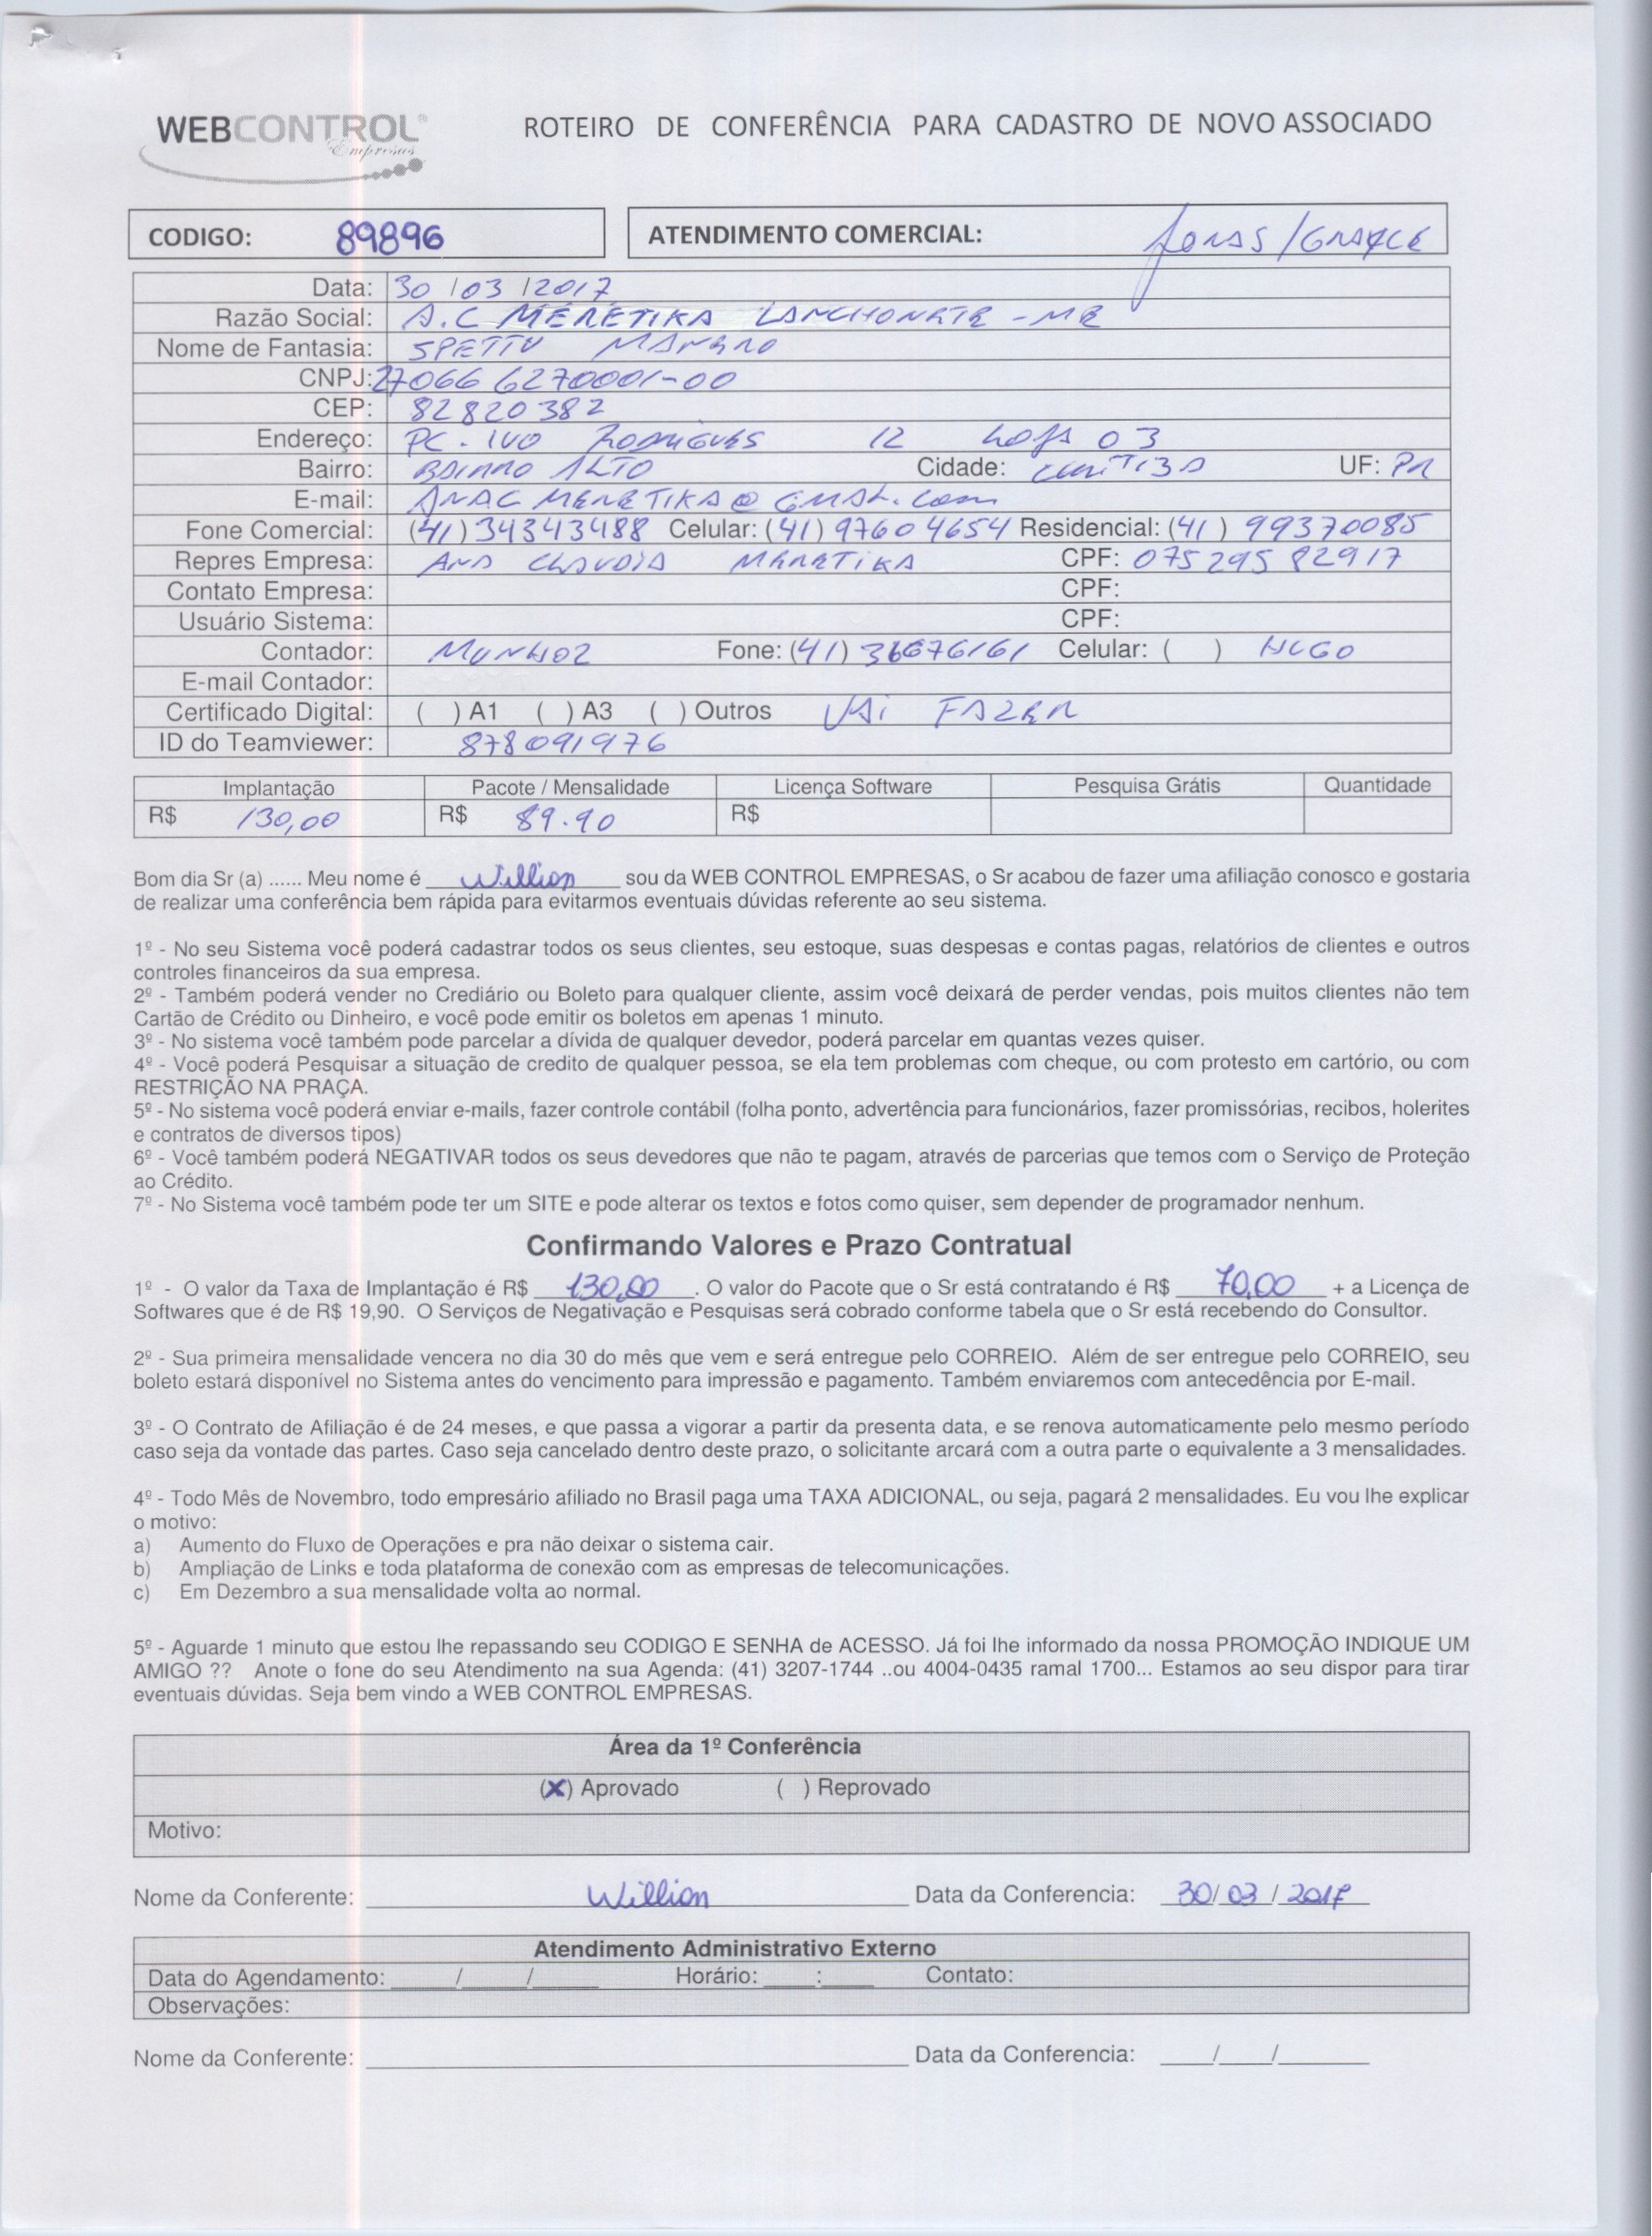 WEBCONTROL
Empresas
ROTEIRO DE CONFERÊNCIA PARA CADASTRO DE NOVO ASSOCIADO
CODIGO: 89896
ATENDIMENTO COMERCIAL: Jonas/Grayce
Data: 30 / 03 / 2017
Razão Social: A.C MERETIKA LANCHONETE - ME
Nome de Fantasia: SPETTU MANERO
CNPJ: 27066 6270001-00
CEP: 82820382
Endereço: PC. IVO RODRIGUES 12 LOJA 03
Bairro: BAIRRO ALTO Cidade: CURITIBA UF: PR
E-mail: ANAC MERETIKA@GMAIL.com
Fone Comercial: (41) 34343488 Celular: (41) 97604654 Residencial: (41 ) 99370085
Repres Empresa: ANA CLAUDIA MERETIKA CPF: 075 295 82917
Contato Empresa: CPF:
Usuário Sistema: CPF:
Contador: MUNHOZ Fone: (41) 36676161 Celular: ( ) HUGO
E-mail Contador:
Certificado Digital: ( ) A1 ( ) A3 ( ) Outros VAI FAZER
ID do Teamviewer: 878091976
Implantação Pacote / Mensalidade Licença Software Pesquisa Grátis Quantidade
R$ 130,00 R$ 89.90 R$
Bom dia Sr (a) ...... Meu nome é Willion sou da WEB CONTROL EMPRESAS, o Sr acabou de fazer uma afiliação conosco e gostaria
de realizar uma conferência bem rápida para evitarmos eventuais dúvidas referente ao seu sistema.
1º - No seu Sistema você poderá cadastrar todos os seus clientes, seu estoque, suas despesas e contas pagas, relatórios de clientes e outros
controles financeiros da sua empresa.
2º - Também poderá vender no Crediário ou Boleto para qualquer cliente, assim você deixará de perder vendas, pois muitos clientes não tem
Cartão de Crédito ou Dinheiro, e você pode emitir os boletos em apenas 1 minuto.
3º - No sistema você também pode parcelar a dívida de qualquer devedor, poderá parcelar em quantas vezes quiser.
4º - Você poderá Pesquisar a situação de credito de qualquer pessoa, se ela tem problemas com cheque, ou com protesto em cartório, ou com
RESTRIÇÃO NA PRAÇA.
5º - No sistema você poderá enviar e-mails, fazer controle contábil (folha ponto, advertência para funcionários, fazer promissórias, recibos, holerites
e contratos de diversos tipos)
6º - Você também poderá NEGATIVAR todos os seus devedores que não te pagam, através de parcerias que temos com o Serviço de Proteção
ao Crédito.
7º - No Sistema você também pode ter um SITE e pode alterar os textos e fotos como quiser, sem depender de programador nenhum.
Confirmando Valores e Prazo Contratual
1º - O valor da Taxa de Implantação é R$ 130,00. O valor do Pacote que o Sr está contratando é R$ 70,00 + a Licença de
Softwares que é de R$ 19,90. O Serviços de Negativação e Pesquisas será cobrado conforme tabela que o Sr está recebendo do Consultor.
2º - Sua primeira mensalidade vencera no dia 30 do mês que vem e será entregue pelo CORREIO. Além de ser entregue pelo CORREIO, seu
boleto estará disponível no Sistema antes do vencimento para impressão e pagamento. Também enviaremos com antecedência por E-mail.
3º - O Contrato de Afiliação é de 24 meses, e que passa a vigorar a partir da presenta data, e se renova automaticamente pelo mesmo período
caso seja da vontade das partes. Caso seja cancelado dentro deste prazo, o solicitante arcará com a outra parte o equivalente a 3 mensalidades.
4º - Todo Mês de Novembro, todo empresário afiliado no Brasil paga uma TAXA ADICIONAL, ou seja, pagará 2 mensalidades. Eu vou lhe explicar
o motivo:
a) Aumento do Fluxo de Operações e pra não deixar o sistema cair.
b) Ampliação de Links e toda plataforma de conexão com as empresas de telecomunicações.
c) Em Dezembro a sua mensalidade volta ao normal.
5º - Aguarde 1 minuto que estou lhe repassando seu CODIGO E SENHA de ACESSO. Já foi lhe informado da nossa PROMOÇÃO INDIQUE UM
AMIGO ?? Anote o fone do seu Atendimento na sua Agenda: (41) 3207-1744 ..ou 4004-0435 ramal 1700... Estamos ao seu dispor para tirar
eventuais dúvidas. Seja bem vindo a WEB CONTROL EMPRESAS.
Área da 1º Conferência
(X) Aprovado ( ) Reprovado
Motivo:
Nome da Conferente: Willion Data da Conferencia: 30/ 03 / 2017
Atendimento Administrativo Externo
Data do Agendamento: / / Horário: : Contato:
Observações:
Nome da Conferente: Data da Conferencia: / /